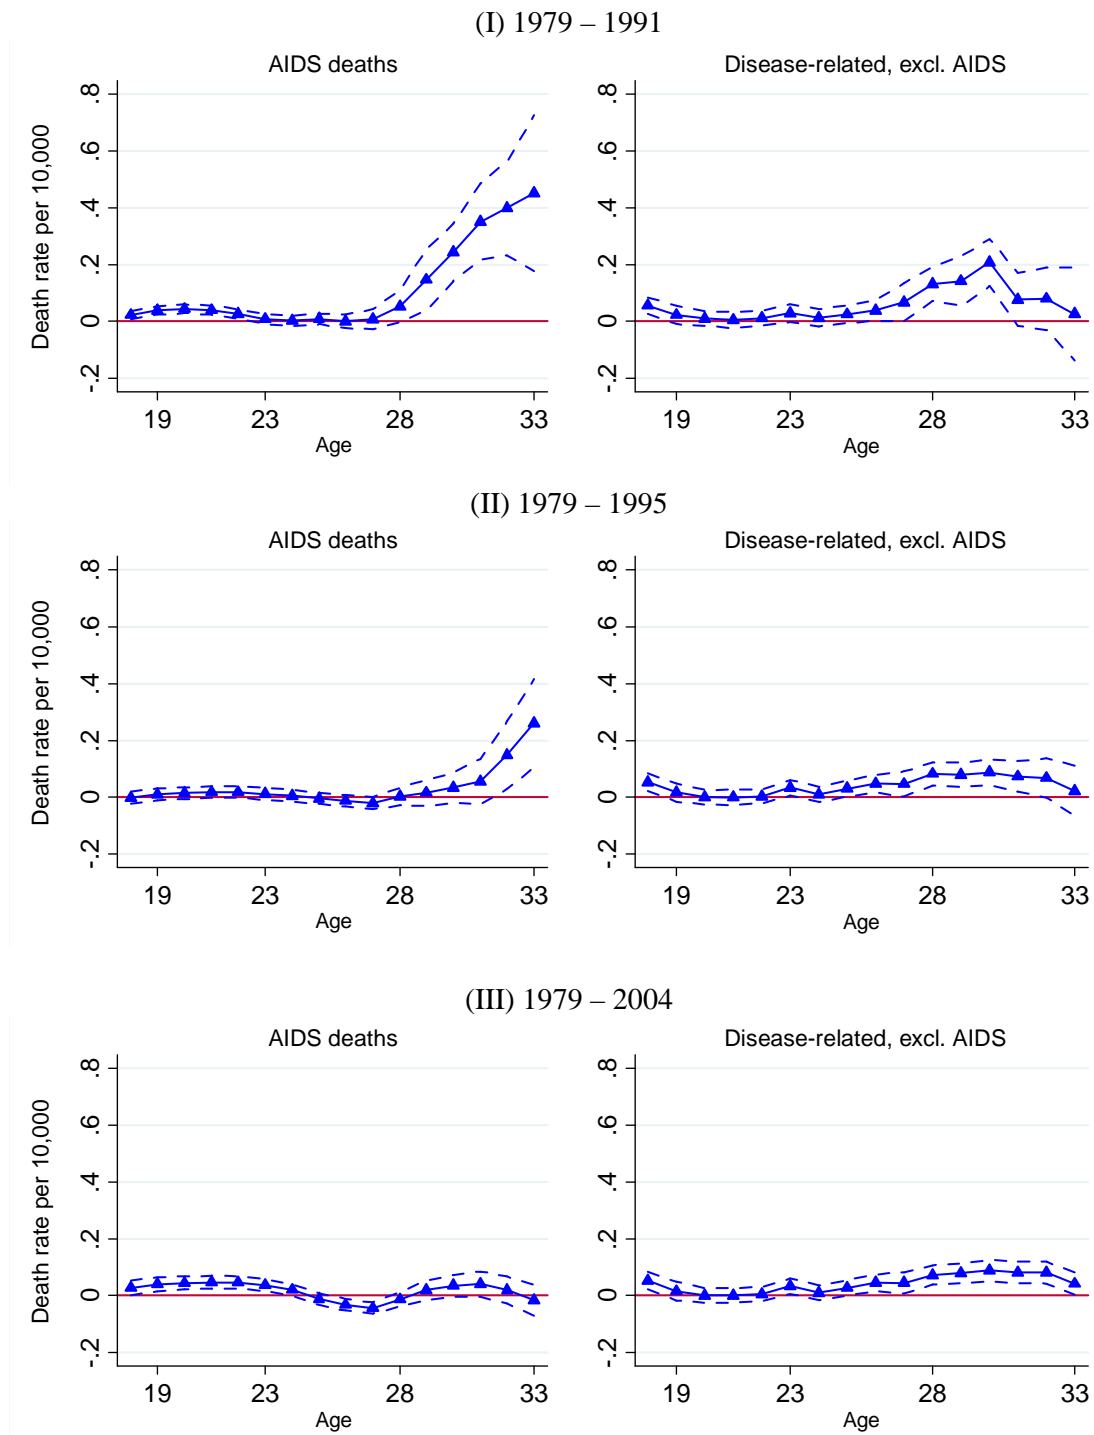 (I) 1979 – 1991
AIDS deaths
Disease-related, excl. AIDS
Death rate per 10,000
.8
.6
.4
.2
0
-.2
19 23 28 33
Age
.8
.6
.4
.2
0
-.2
19 23 28 33
Age
(II) 1979 – 1995
AIDS deaths
Disease-related, excl. AIDS
Death rate per 10,000
.8
.6
.4
.2
0
-.2
19 23 28 33
Age
.8
.6
.4
.2
0
-.2
19 23 28 33
Age
(III) 1979 – 2004
AIDS deaths
Disease-related, excl. AIDS
Death rate per 10,000
.8
.6
.4
.2
0
-.2
19 23 28 33
Age
.8
.6
.4
.2
0
-.2
19 23 28 33
Age